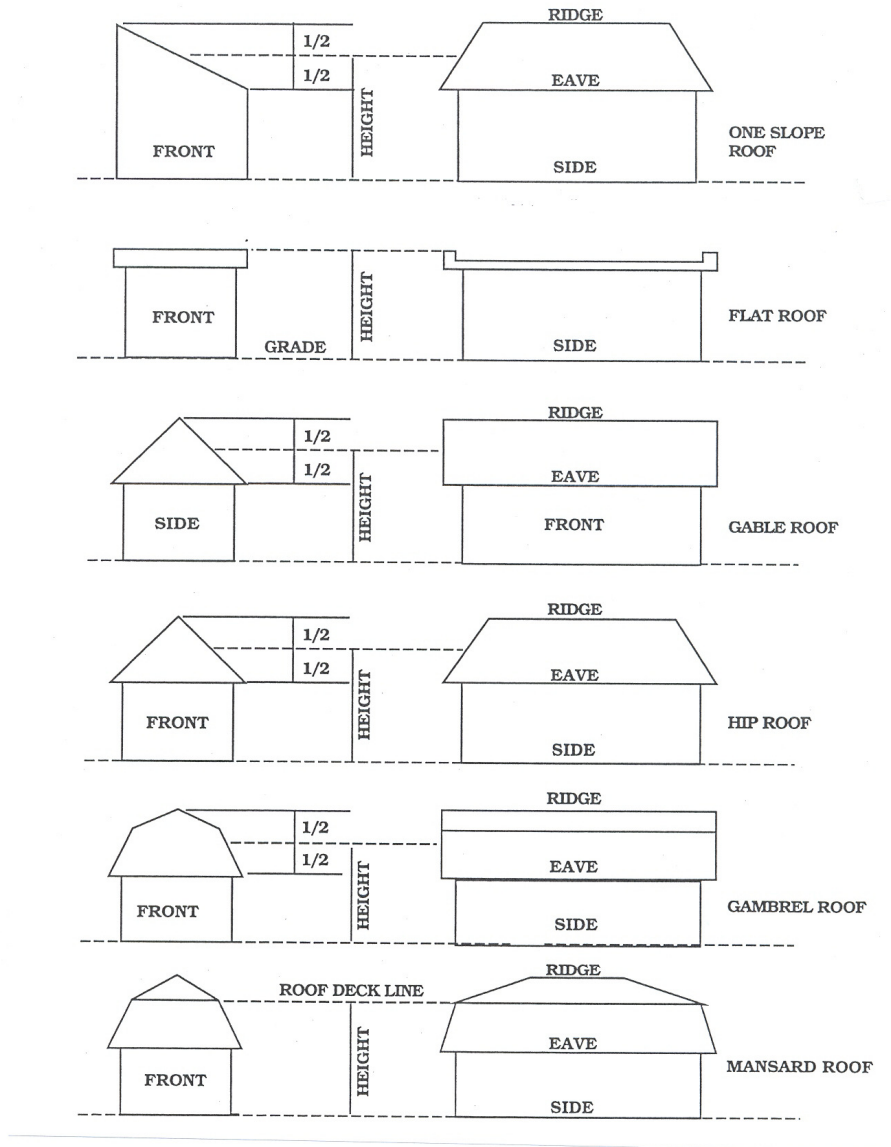 RIDGE
1/2
1/2
HEIGHT
EAVE
FRONT
SIDE
ONE SLOPE
ROOF
HEIGHT
FRONT
GRADE
SIDE
FLAT ROOF
RIDGE
1/2
1/2
HEIGHT
EAVE
SIDE
FRONT
GABLE ROOF
RIDGE
1/2
1/2
HEIGHT
EAVE
FRONT
SIDE
HIP ROOF
RIDGE
1/2
1/2
HEIGHT
EAVE
FRONT
SIDE
GAMBREL ROOF
RIDGE
ROOF DECK LINE
HEIGHT
EAVE
FRONT
SIDE
MANSARD ROOF